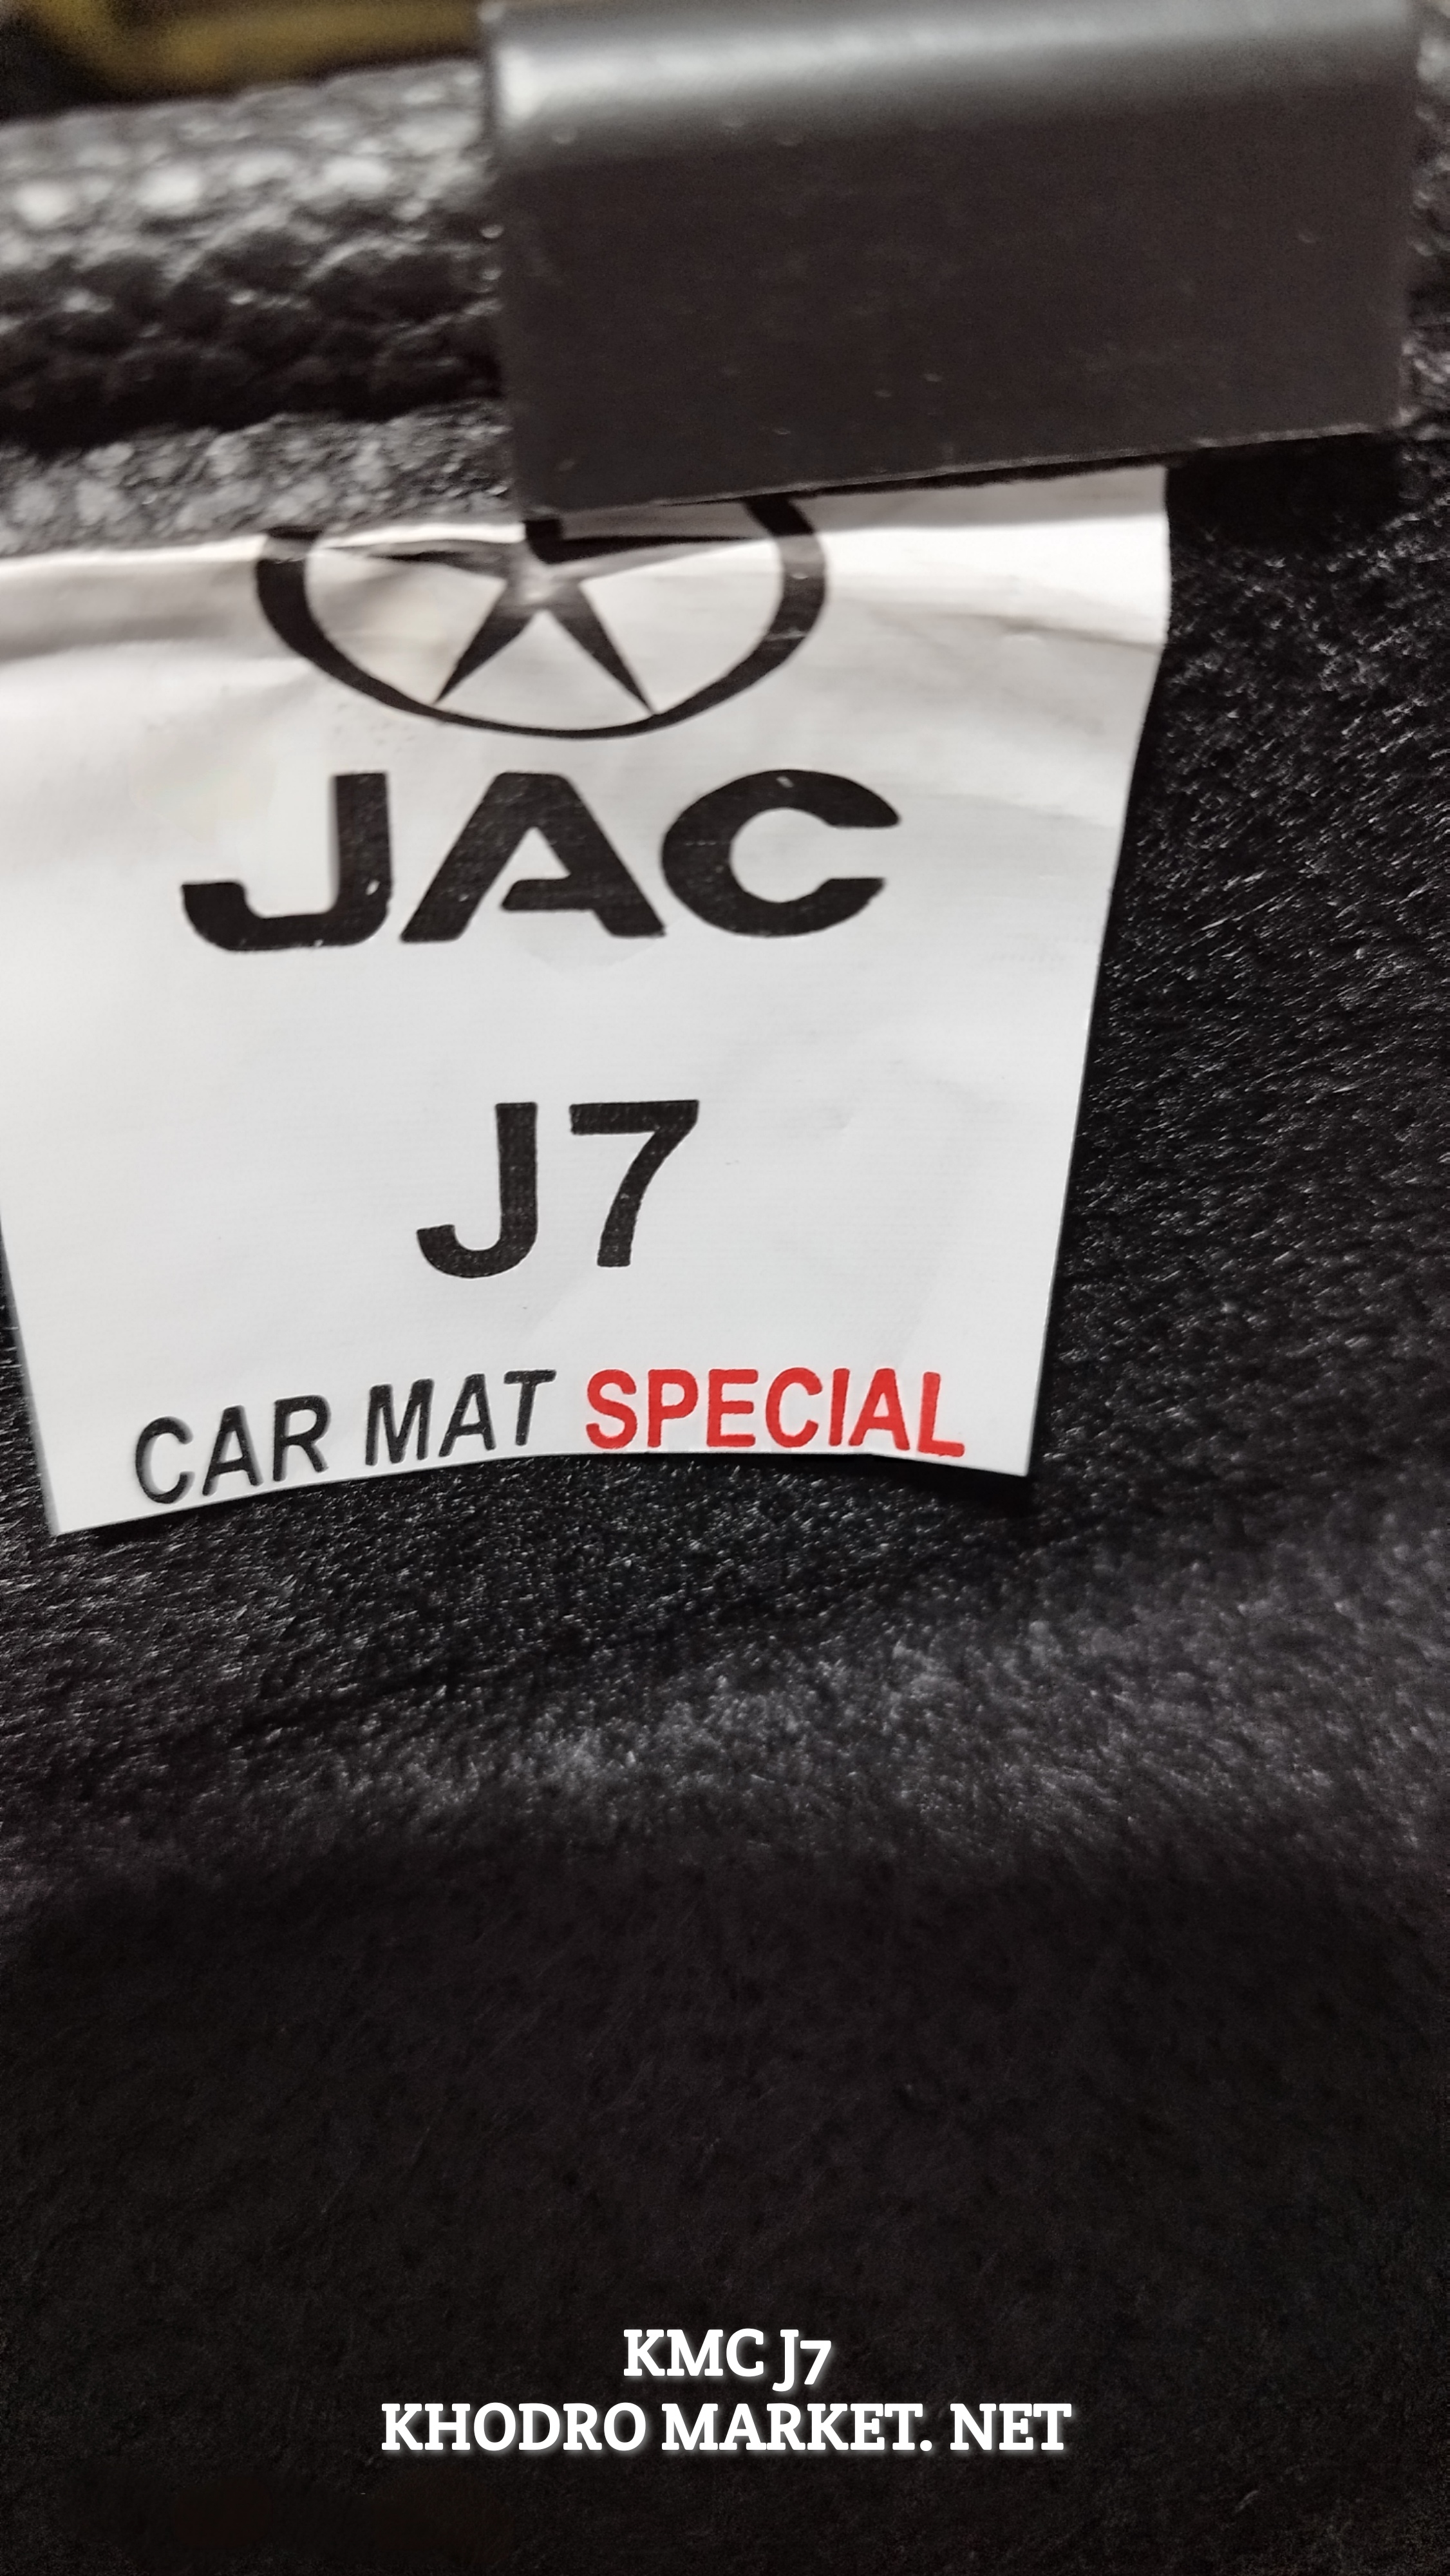 JAC
J7
CAR MAT SPECIAL
KMC J7
KHODRO MARKET. NET